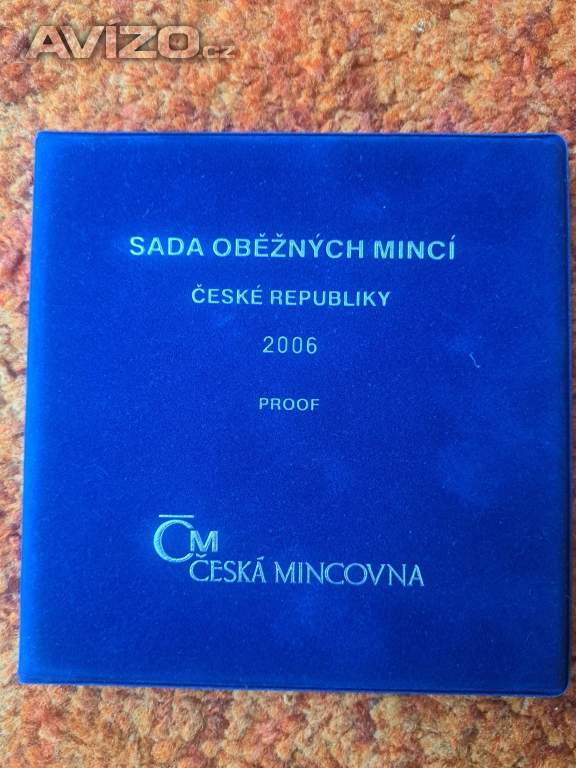 AVIZO.cz
SADA OBĚŽNÝCH MINCÍ
ČESKÉ REPUBLIKY
2006
PROOF
ČM
ČESKÁ MINCOVNA